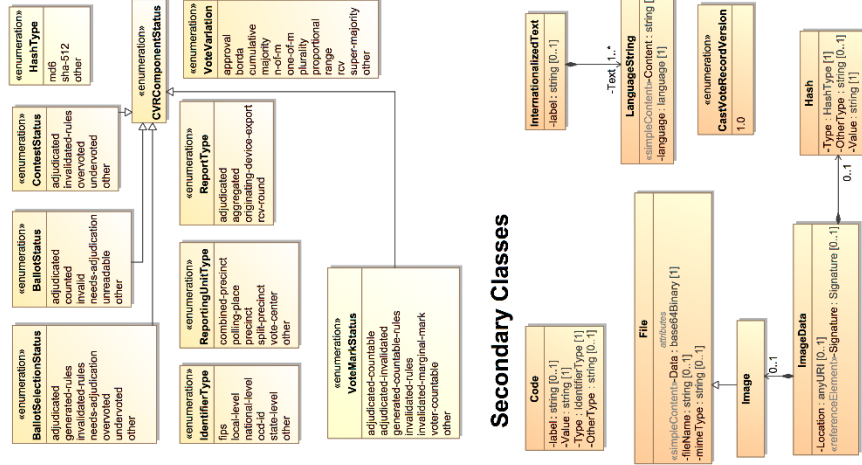 «enumeration»
HashType
md6
sha-512
other
«enumeration»
CVRComponentStatus
«enumeration»
ContestStatus
adjudicated
invalidated-rules
overvoted
undervoted
other
«enumeration»
VoteVariation
approval
borda
cumulative
majority
n-of-m
one-of-m
plurality
proportional
range
rcv
super-majority
other
«enumeration»
BallotStatus
adjudicated
counted
invalid
needs-adjudication
unreadable
other
«enumeration»
ReportType
adjudicated
aggregated
originating-device-export
rcv-round
«enumeration»
BallotSelectionStatus
adjudicated
generated-rules
invalidated-rules
needs-adjudication
overvoted
undervoted
other
«enumeration»
ReportingUnitType
combined-precinct
polling-place
precinct
split-precinct
vote-center
other
«enumeration»
IdentifierType
fips
local-level
national-level
ocd-id
state-level
other
«enumeration»
VoteMarkStatus
adjudicated-countable
adjudicated-invalidated
generated-countable-rules
invalidated-rules
invalidated-marginal-mark
voter-countable
other
Secondary Classes
InternationalizedText
-label : string [0..1]
-Text 1..*
LanguageString
«simpleContent»-Content : string
-language : language [1]
«enumeration»
CastVoteRecordVersion
1.0
Code
-label : string [0..1]
-Value : string [1]
-Type : IdentifierType [1]
-OtherType : string [0..1]
File
attributes
«simpleContent»-Data : base64Binary [1]
-fileName : string [0..1]
-mimeType : string [0..1]
Hash
-Type : HashType [1]
-OtherType : string [0..1]
-Value : string [1]
0..1
Image
0..1
ImageData
-Location : anyURI [0..1]
«referenceElement»-Signature : Signature [0..1]